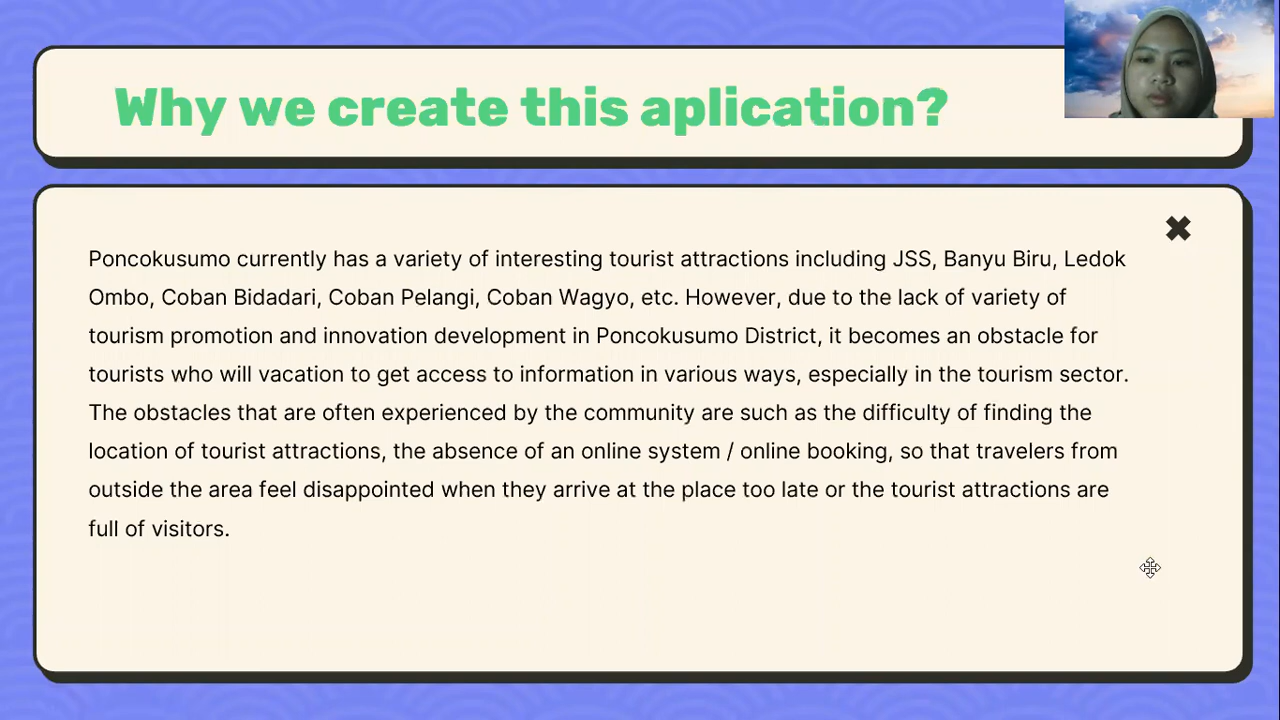 Why we create this aplication?
Poncokusumo currently has a variety of interesting tourist attractions including JSS, Banyu Biru, Ledok
Ombo, Coban Bidadari, Coban Pelangi, Coban Wagyo, etc. However, due to the lack of variety of
tourism promotion and innovation development in Poncokusumo District, it becomes an obstacle for
tourists who will vacation to get access to information in various ways, especially in the tourism sector.
The obstacles that are often experienced by the community are such as the difficulty of finding the
location of tourist attractions, the absence of an online system / online booking, so that travelers from
outside the area feel disappointed when they arrive at the place too late or the tourist attractions are
full of visitors.